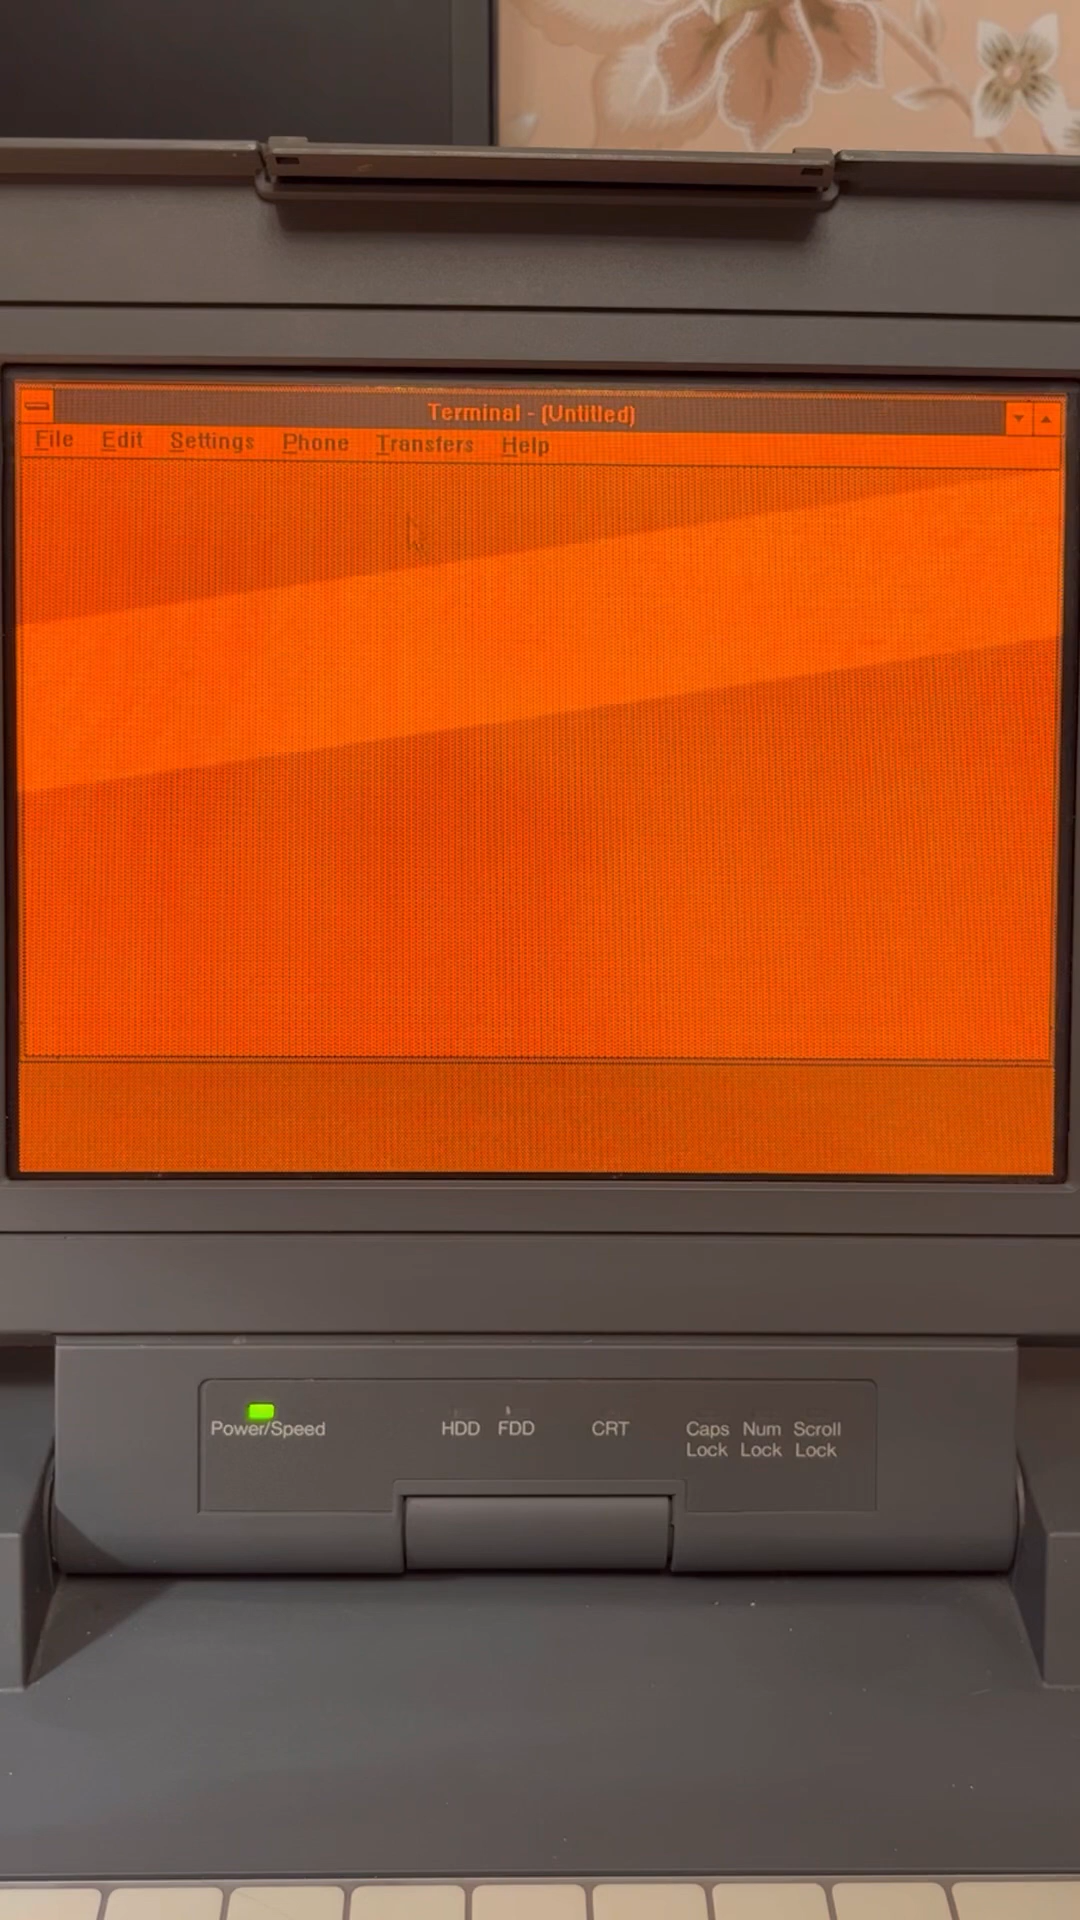 Terminal - (Untitled)
File Edit Settings Phone Transfers Help
Power/Speed HDD FDD CRT Caps Lock Num Lock Scroll Lock